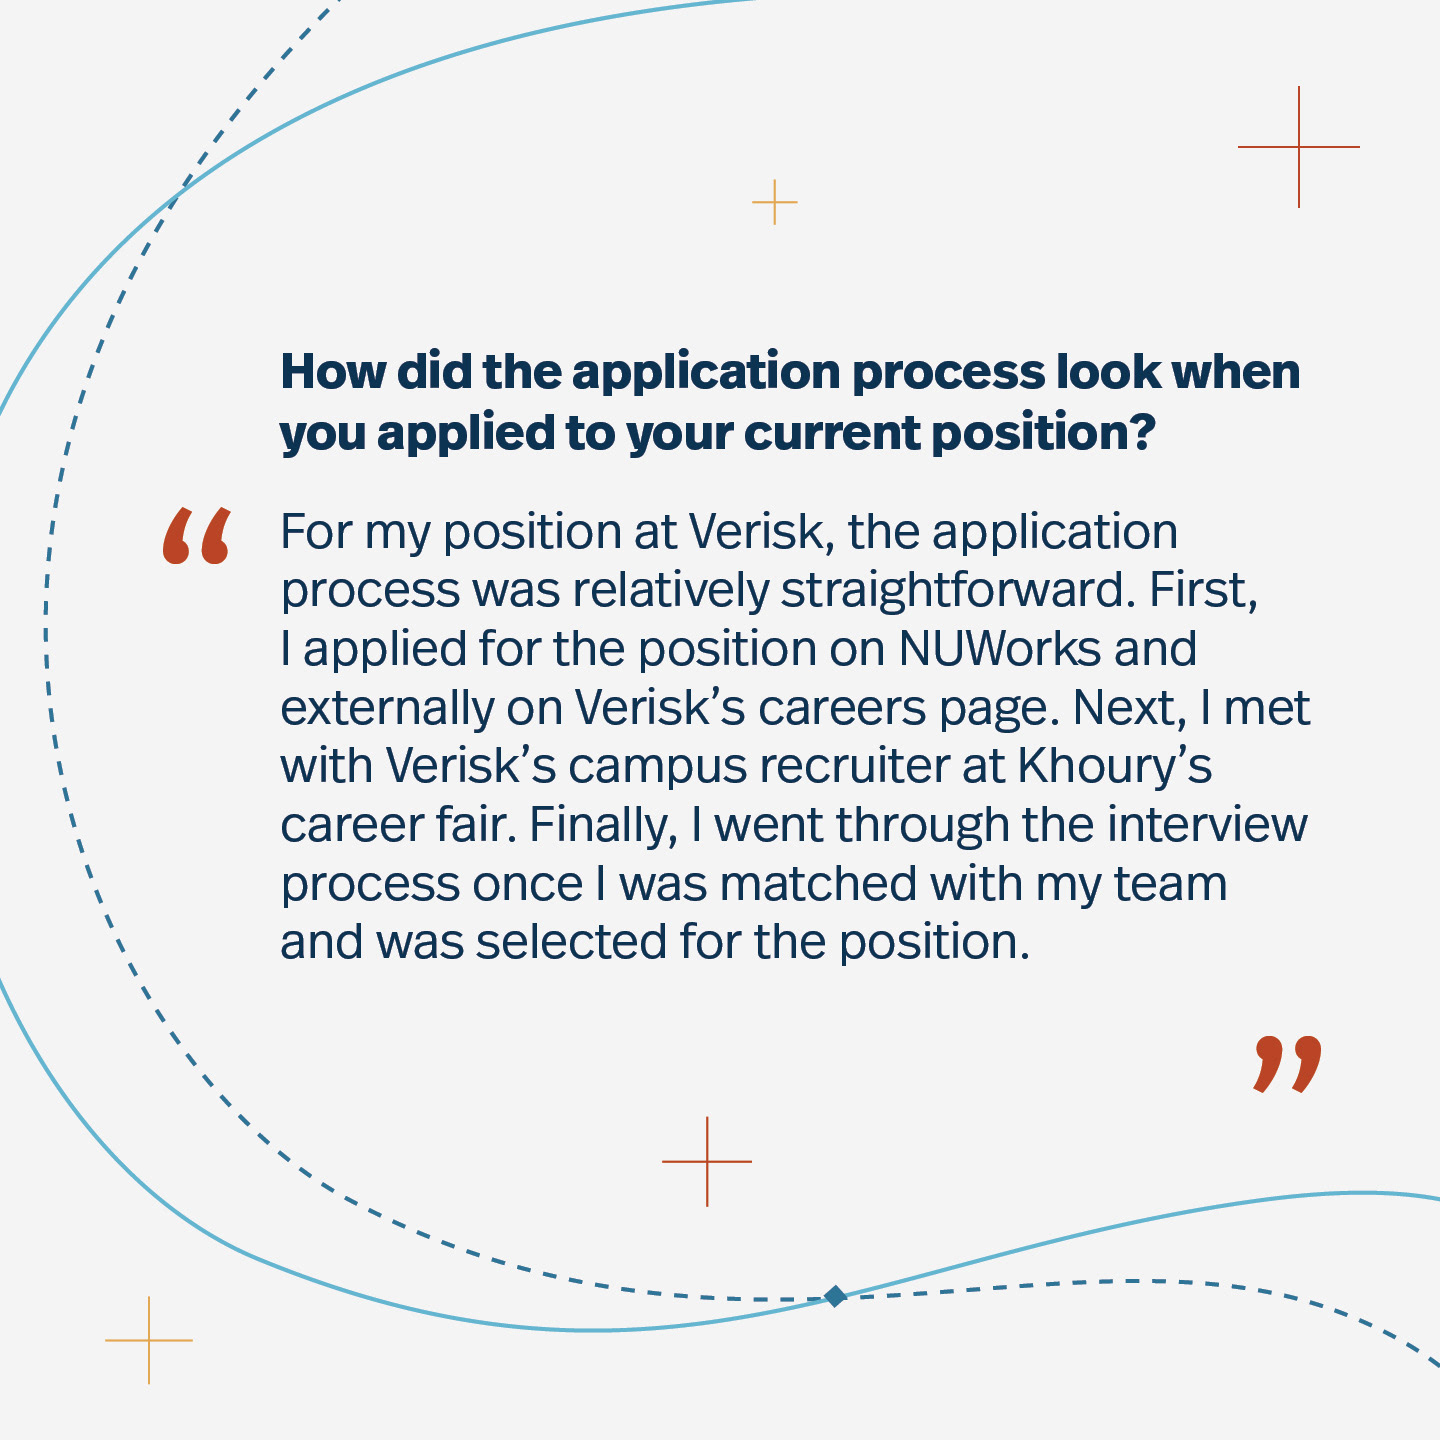 How did the application process look when
you applied to your current position?
“ For my position at Verisk, the application
process was relatively straightforward. First,
I applied for the position on NUWorks and
externally on Verisk’s careers page. Next, I met
with Verisk’s campus recruiter at Khoury’s
career fair. Finally, I went through the interview
process once I was matched with my team
and was selected for the position.
”